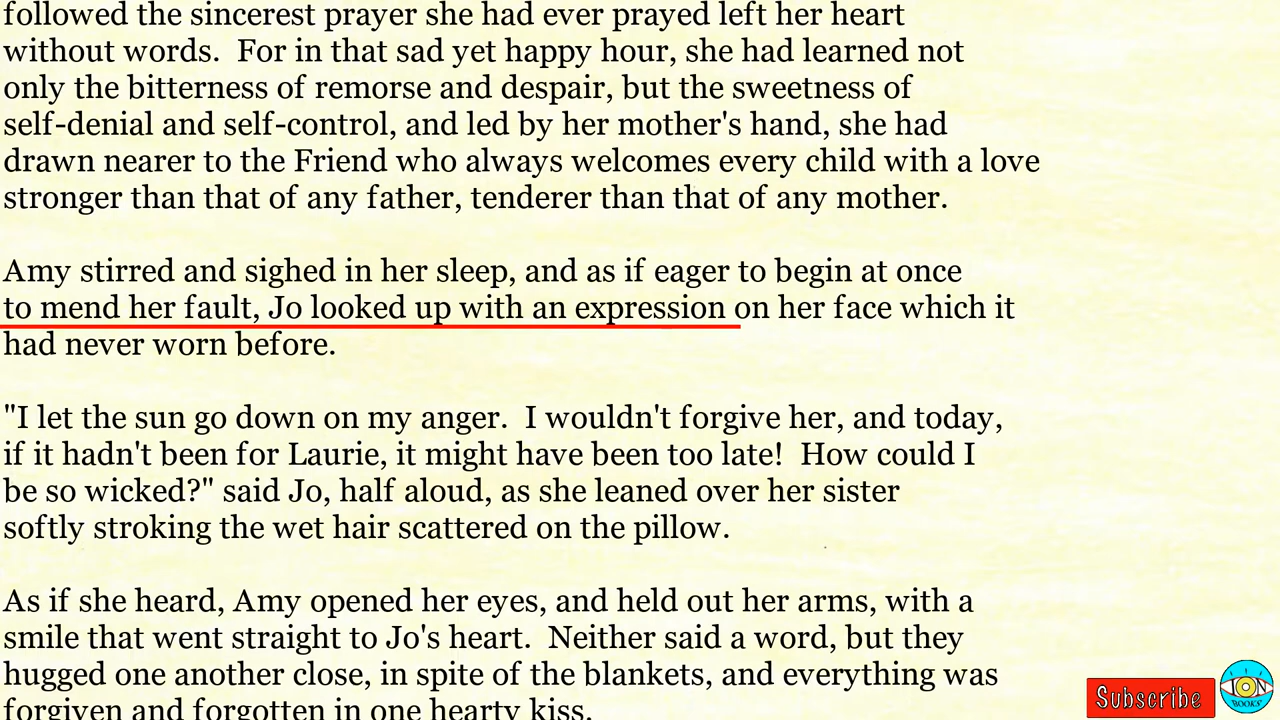 followed the sincerest prayer she had ever prayed left her heart
without words.  For in that sad yet happy hour, she had learned not
only the bitterness of remorse and despair, but the sweetness of
self-denial and self-control, and led by her mother's hand, she had
drawn nearer to the Friend who always welcomes every child with a love
stronger than that of any father, tenderer than that of any mother.
Amy stirred and sighed in her sleep, and as if eager to begin at once
to mend her fault, Jo looked up with an expression on her face which it
had never worn before.
"I let the sun go down on my anger.  I wouldn't forgive her, and today,
if it hadn't been for Laurie, it might have been too late!  How could I
be so wicked?" said Jo, half aloud, as she leaned over her sister
softly stroking the wet hair scattered on the pillow.
As if she heard, Amy opened her eyes, and held out her arms, with a
smile that went straight to Jo's heart.  Neither said a word, but they
hugged one another close, in spite of the blankets, and everything was
forgiven and forgotten in one hearty kiss.
Subscribe
ION
BOOKS